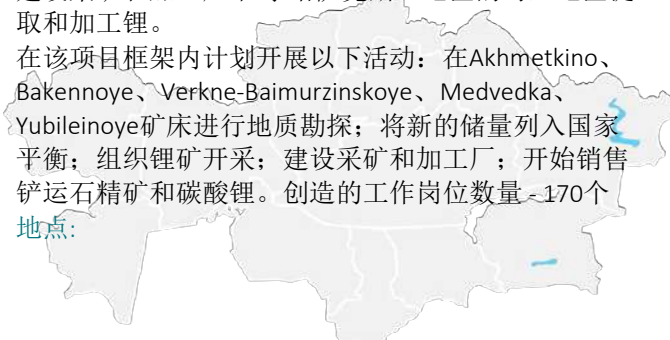 取和加工锂。
在该项目框架内计划开展以下活动：在Akhmetkino、
Bakennoye、Verkne-Baimurzinskoye、Medvedka、
Yubileinoye矿床进行地质勘探；将新的储量列入国家
平衡；组织锂矿开采；建设采矿和加工厂；开始销售
铲运石精矿和碳酸锂。创造的工作岗位数量 - 170个
地点: